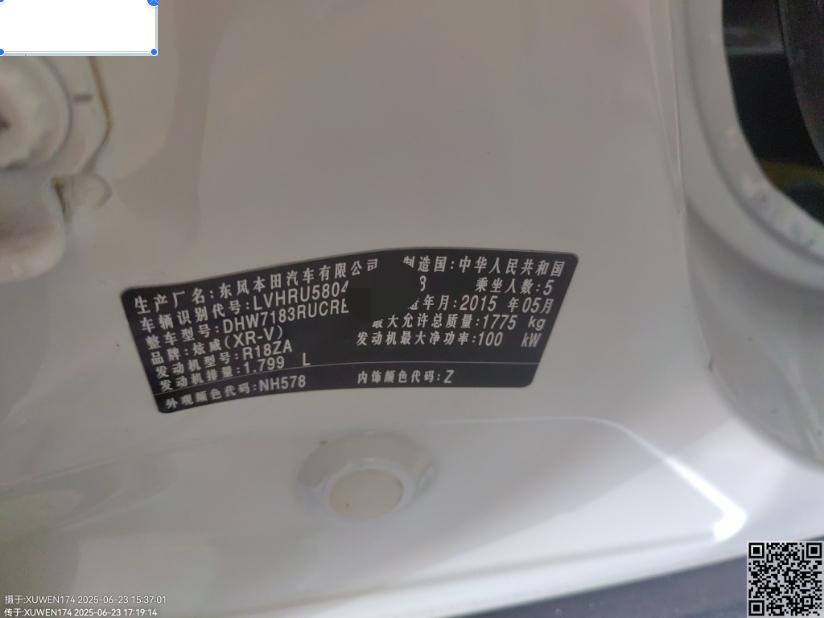 生产厂名:东风本田汽车有限公司 制造国:中华人民共和国
车辆识别代号:LVHRU5804 8 乘坐人数:5
整车型号:DHW7183RUCRE 年月:2015 年05月
品牌:炫威(XR-V) 最大允许总质量:1775 kg
发动机型号:R18ZA 发动机最大净功率:100 kW
发动机排量:1.799 L
外观颜色代码:NH578 内饰颜色代码:Z
摄于:XUWEN174 2025-06-23 15:37:01
传于:XUWEN174 2025-06-23 17:19:14